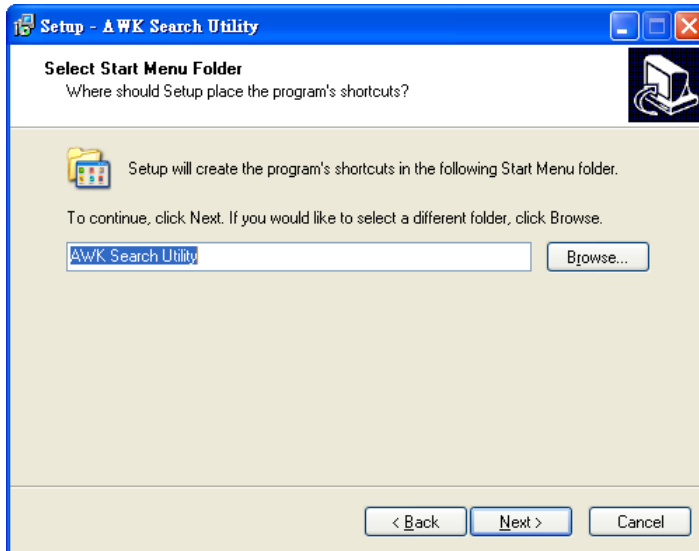 Setup - AWK Search Utility
Select Start Menu Folder
Where should Setup place the program's shortcuts?
Setup will create the program's shortcuts in the following Start Menu folder.
To continue, click Next. If you would like to select a different folder, click Browse.
AWK Search Utility
Browse...
< Back
Next >
Cancel